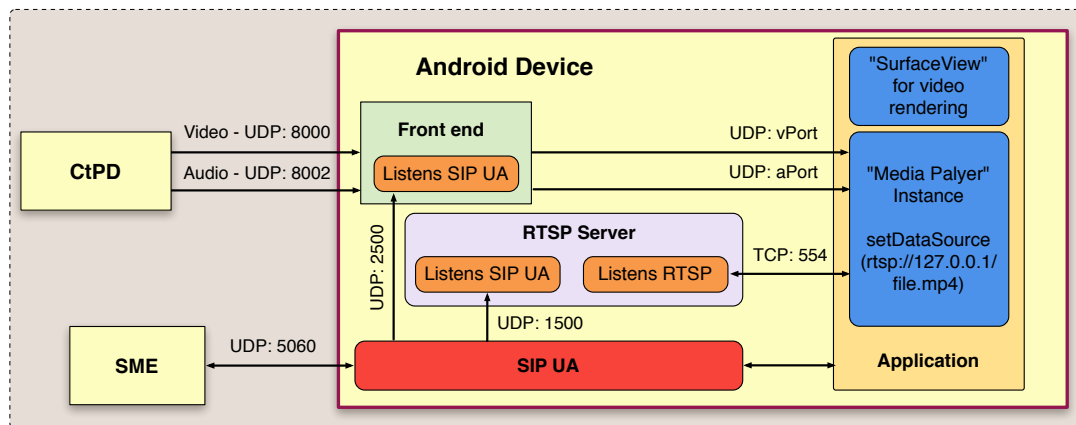 Android Device
"SurfaceView"
for video
rendering
Video - UDP: 8000
Front end
UDP: vPort
CtPD
Listens SIP UA
Audio - UDP: 8002
UDP: aPort
"Media Palyer"
Instance
setDataSource
(rtsp://127.0.0.1/
file.mp4)
UDP: 2500
RTSP Server
Listens SIP UA
Listens RTSP
TCP: 554
UDP: 1500
UDP: 5060
SME
SIP UA
Application